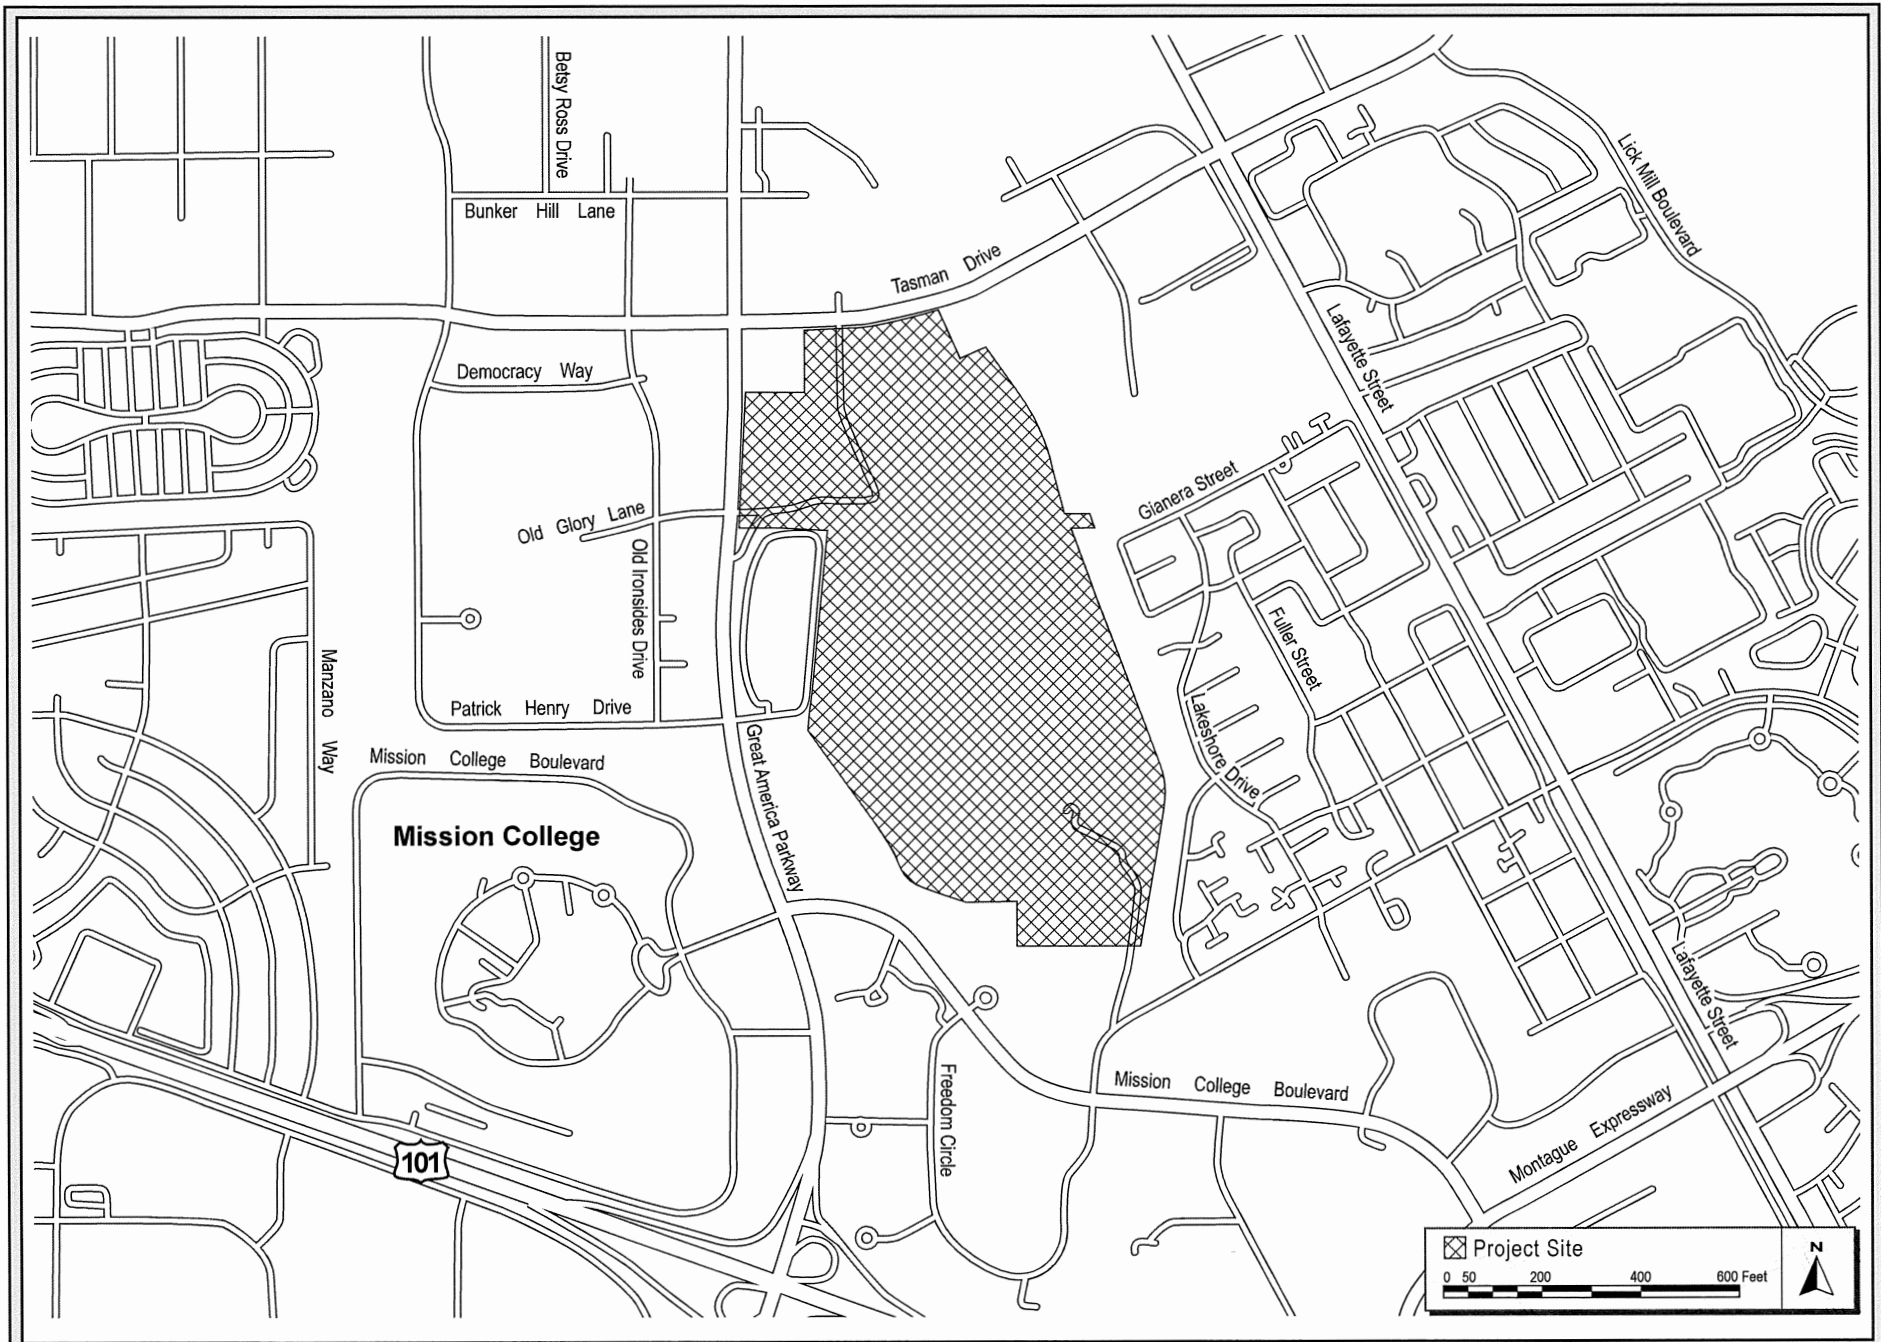 Betsy Ross Drive
Bunker Hill Lane
Lick Mill Boulevard
Tasman Drive
Lafayette Street
Democracy Way
Gianera Street
Old Glory Lane
Old Ironsides Drive
Fuller Street
Manzano Way
Patrick Henry Drive
Lakeshore Drive
Great America Parkway
Mission College Boulevard
Mission College
Lafayette Street
Freedom Circle
Mission College Boulevard
Montague Expressway
101
Project Site
N
0 50 200 400 600 Feet